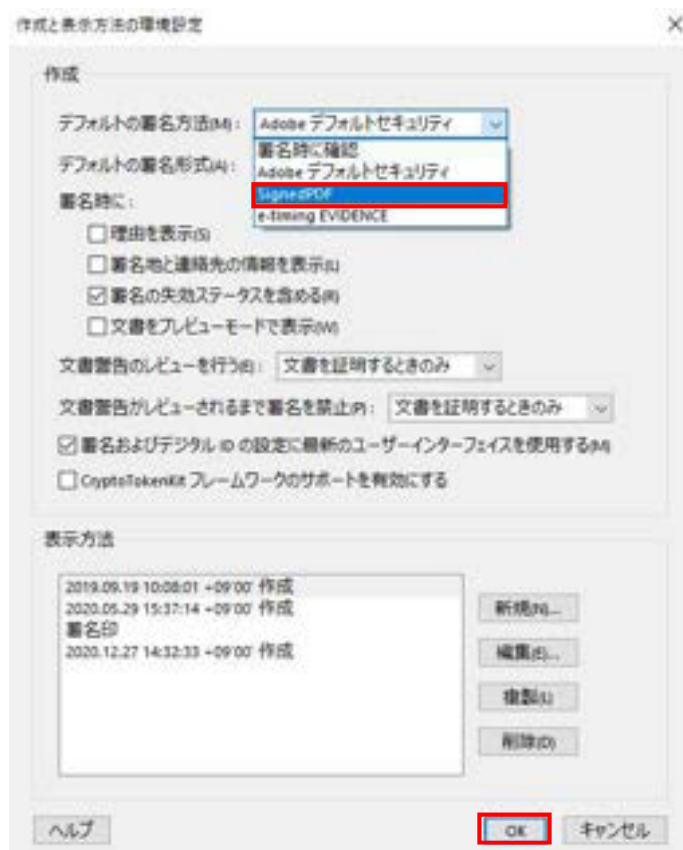 作成と表示方法の環境設定
作成
デフォルトの署名方法(M): Adobe デフォルトセキュリティ
署名時に確認
デフォルトの署名形式(A): Adobe デフォルトセキュリティ
SignedPDF
署名時に:
e-timing EVIDENCE
理由を表示(S)
署名地と連絡先の情報を表示(L)
署名の失効ステータスを含める(R)
文書をプレビューモードで表示(W)
文書警告のレビューを行う(E): 文書を証明するときのみ
文書警告がレビューされるまで署名を禁止(P): 文書を証明するときのみ
署名およびデジタル ID の設定に最新のユーザーインターフェイスを使用する(M)
CryptoTokenKit フレームワークのサポートを有効にする
表示方法
2019.09.19 10:08:01 +09'00' 作成
2020.05.29 15:37:14 +09'00' 作成
署名印
2020.12.27 14:32:33 +09'00' 作成
新規(N)...
編集(E)...
複製(L)
削除(D)
ヘルプ
OK
キャンセル